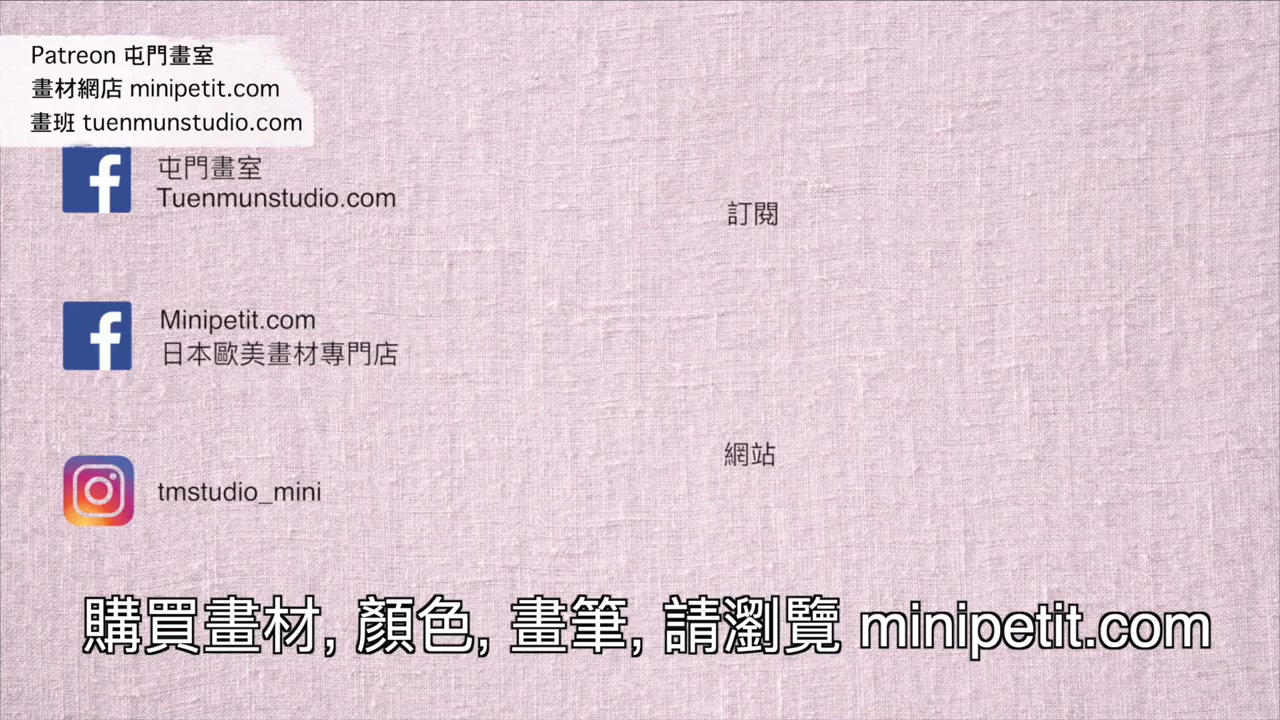 Patreon 屯門畫室
畫材網店 minipetit.com
畫班 tuenmunstudio.com
屯門畫室
Tuenmunstudio.com
訂閱
Minipetit.com
日本歐美畫材專門店
網站
tmstudio_mini
購買畫材, 顏色, 畫筆, 請瀏覽 minipetit.com